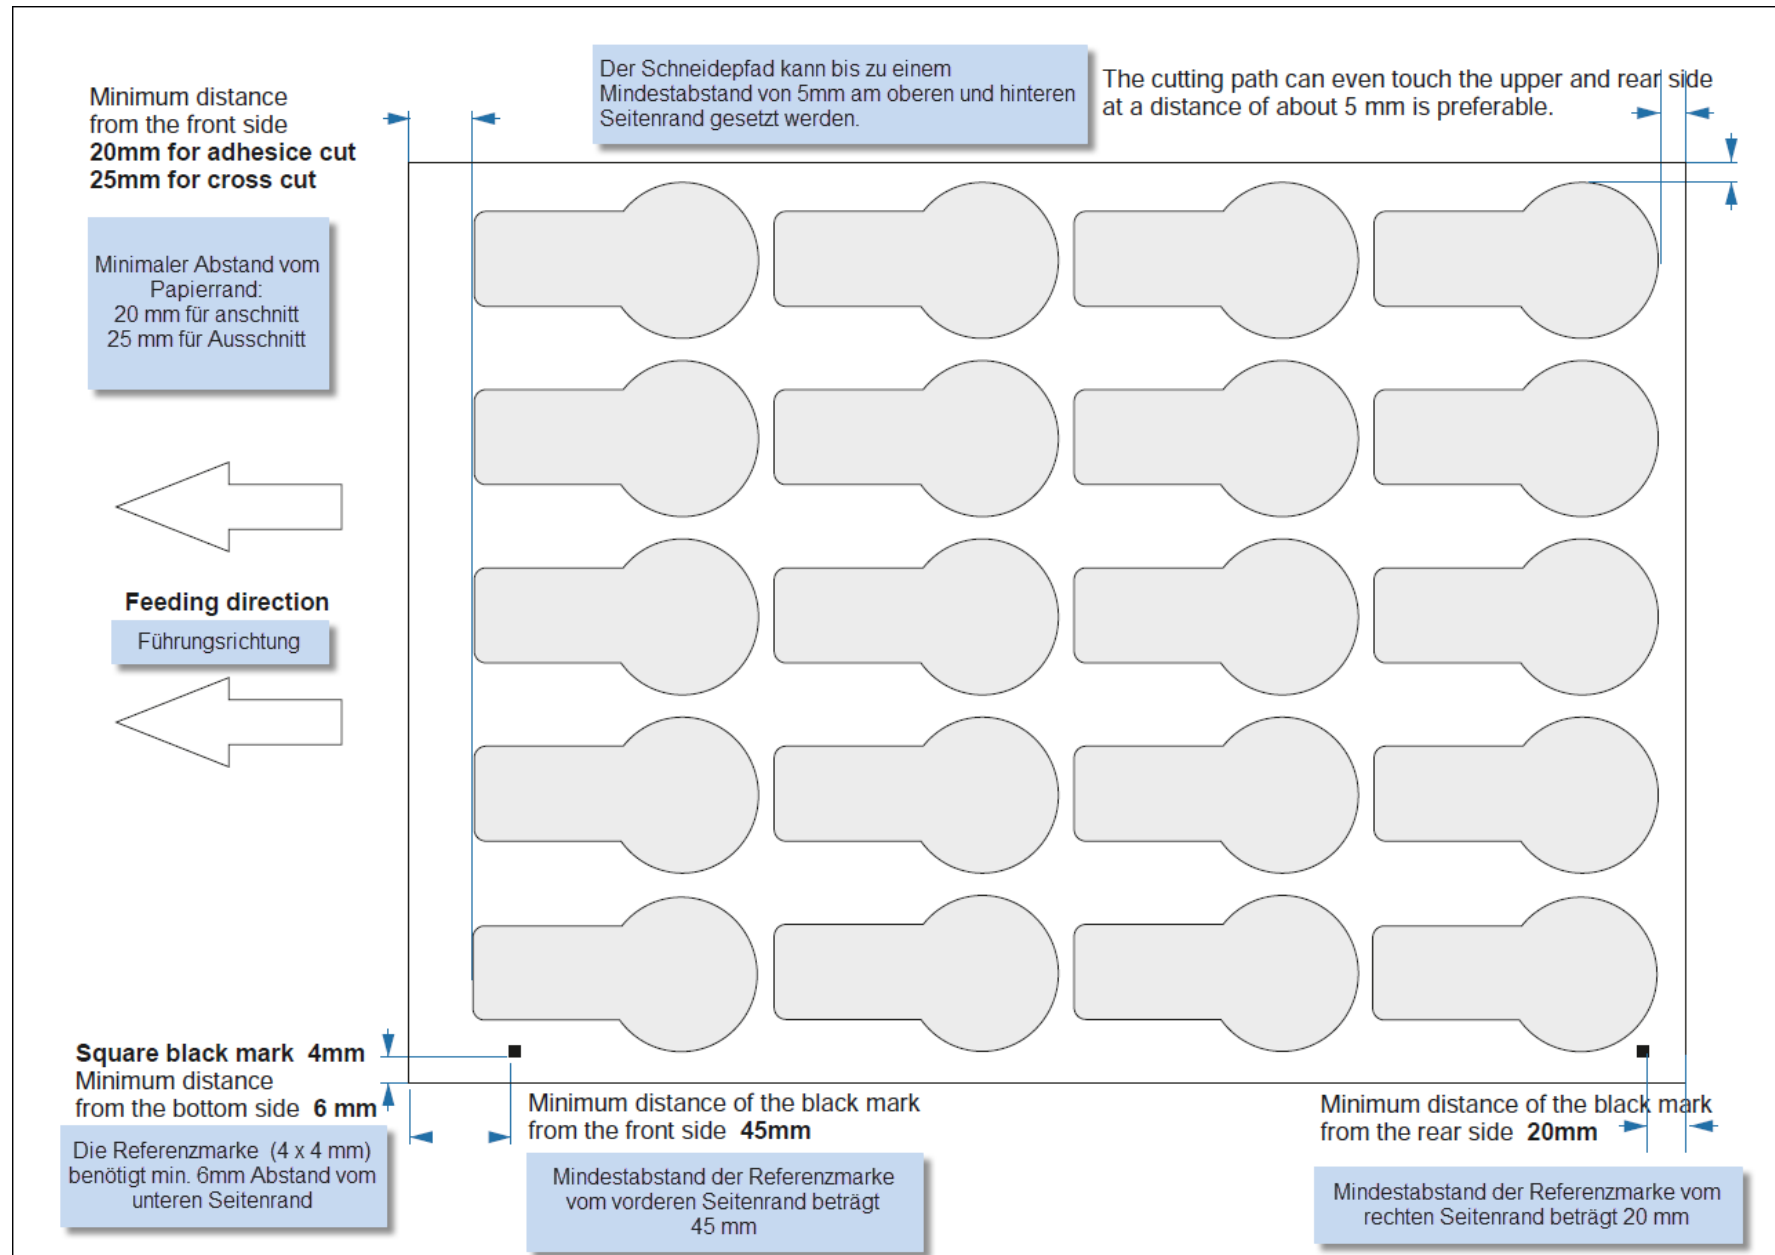 Der Schneidepfad kann bis zu einem
Mindestabstand von 5mm am oberen und hinteren
Seitenrand gesetzt werden.
The cutting path can even touch the upper and rear side
at a distance of about 5 mm is preferable.
Minimum distance
from the front side
20mm for adhesice cut
25mm for cross cut
Minimaler Abstand vom
Papierrand:
20 mm für anschnitt
25 mm für Ausschnitt
Feeding direction
Führungsrichtung
Square black mark 4mm
Minimum distance
from the bottom side 6 mm
Die Referenzmarke (4 x 4 mm)
benötigt min. 6mm Abstand vom
unteren Seitenrand
Minimum distance of the black mark
from the front side 45mm
Mindestabstand der Referenzmarke
vom vorderen Seitenrand beträgt
45 mm
Minimum distance of the black mark
from the rear side 20mm
Mindestabstand der Referenzmarke vom
rechten Seitenrand beträgt 20 mm